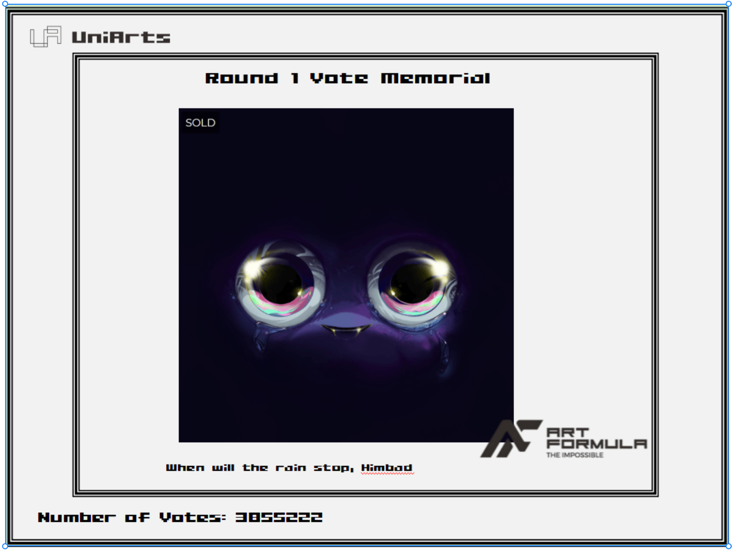 UniArts
Round 1 Vote Memorial
SOLD
ART
FORMULA
THE IMPOSSIBLE
When will the rain stop, Himbad
Number of Votes: 3855222